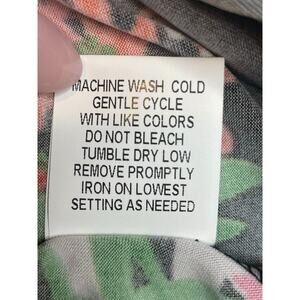 MACHINE WASH COLD
GENTLE CYCLE
WITH LIKE COLORS
DO NOT BLEACH
TUMBLE DRY LOW
REMOVE PROMPTLY
IRON ON LOWEST
SETTING AS NEEDED